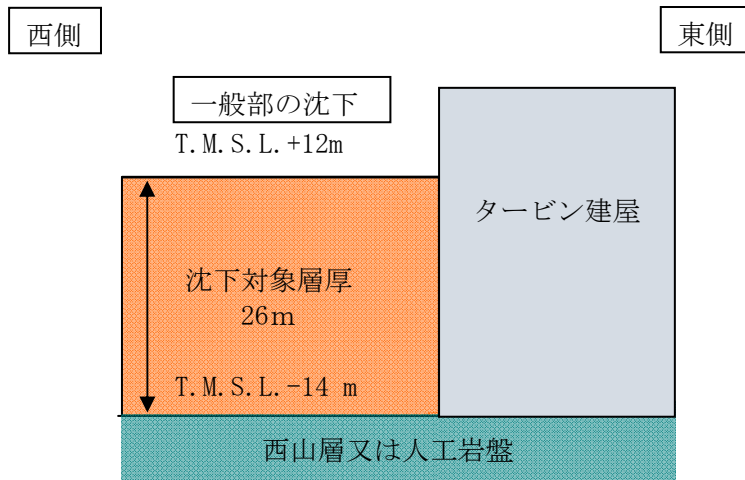 西側
東側
一般部の沈下
T.M.S.L.+12m
タービン建屋
沈下対象層厚
26m
T.M.S.L.-14 m
西山層又は人工岩盤